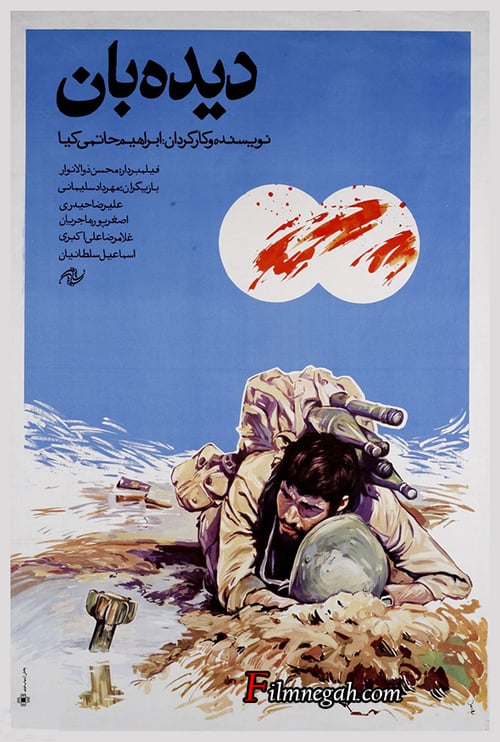 دیده‌بان
نویسنده و کارگردان: ابراهیم حاتمی کیا
فیلمبردار: محسن ذوالانوار
بازیگران: مهرداد سلیمانی
علیرضا حیدری
اصغر پورهاجریان
غلامرضا علی اکبری
اسماعیل سلطانیان
Filmnegah.com